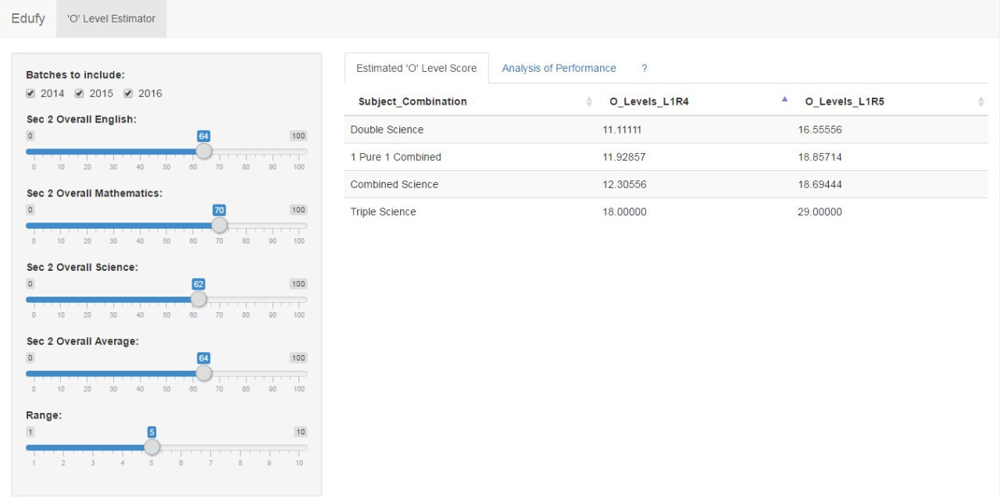 Edufy 'O' Level Estimator
Batches to include:
2014 2015 2016
Sec 2 Overall English:
0 64 100
0 10 20 30 40 50 60 70 80 90 100
Sec 2 Overall Mathematics:
0 70 100
0 10 20 30 40 50 60 70 80 90 100
Sec 2 Overall Science:
0 62 100
0 10 20 30 40 50 60 70 80 90 100
Sec 2 Overall Average:
0 64 100
0 10 20 30 40 50 60 70 80 90 100
Range:
1 5 10
1 2 3 4 5 6 7 8 9 10
Estimated 'O' Level Score Analysis of Performance ?
Subject_Combination O_Levels_L1R4 O_Levels_L1R5
Double Science 11.11111 16.55556
1 Pure 1 Combined 11.92857 18.85714
Combined Science 12.30556 18.69444
Triple Science 18.00000 29.00000